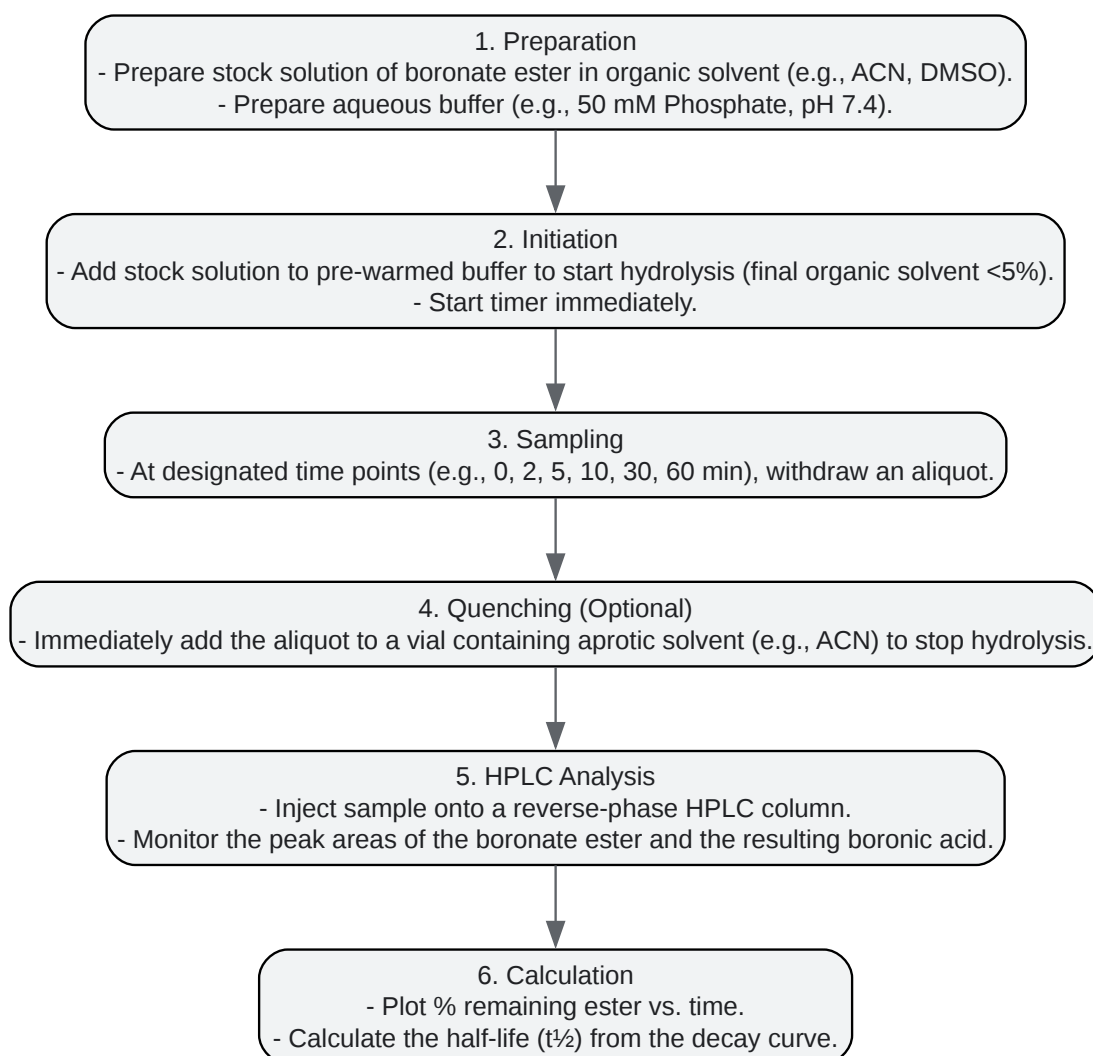 1. Preparation
- Prepare stock solution of boronate ester in organic solvent (e.g., ACN, DMSO).
- Prepare aqueous buffer (e.g., 50 mM Phosphate, pH 7.4).
2. Initiation
- Add stock solution to pre-warmed buffer to start hydrolysis (final organic solvent <5%).
- Start timer immediately.
3. Sampling
- At designated time points (e.g., 0, 2, 5, 10, 30, 60 min), withdraw an aliquot.
4. Quenching (Optional)
- Immediately add the aliquot to a vial containing aprotic solvent (e.g., ACN) to stop hydrolysis.
5. HPLC Analysis
- Inject sample onto a reverse-phase HPLC column.
- Monitor the peak areas of the boronate ester and the resulting boronic acid.
6. Calculation
- Plot % remaining ester vs. time.
- Calculate the half-life (t½) from the decay curve.